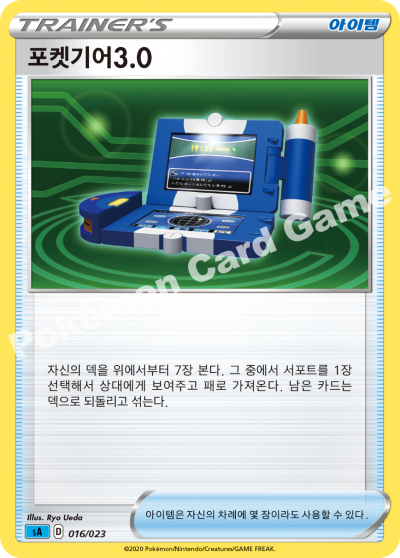 TRAINER'S 아이템
포켓기어3.0
Pokémon Card Game
자신의 덱을 위에서부터 7장 본다. 그 중에서 서포트를 1장
선택해서 상대에게 보여주고 패로 가져온다. 남은 카드는
덱으로 되돌리고 섞는다.
Illus. Ryo Ueda
sA D 016/023
아이템은 자신의 차례에 몇 장이라도 사용할 수 있다.
©2020 Pokémon/Nintendo/Creatures/GAME FREAK.